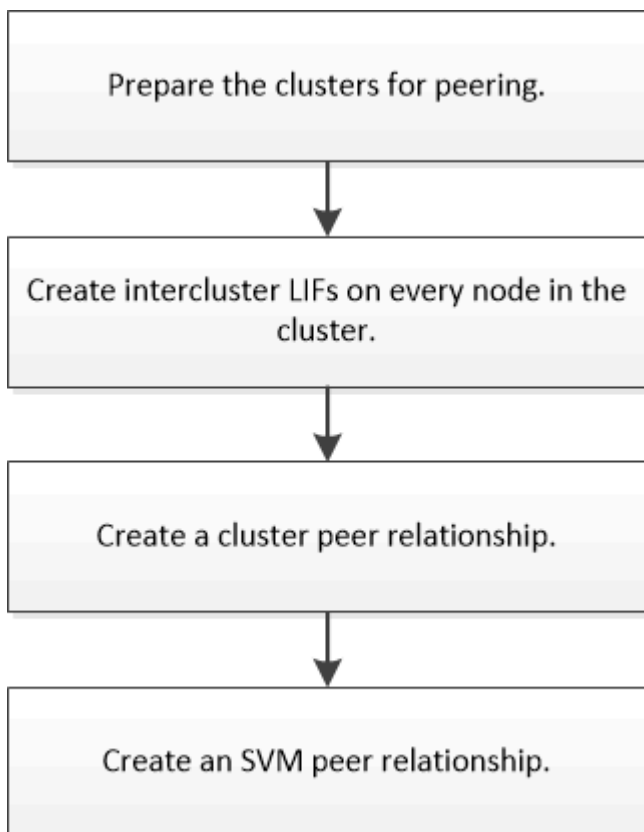 Prepare the clusters for peering.
Create intercluster LIFs on every node in the
cluster.
Create a cluster peer relationship.
Create an SVM peer relationship.